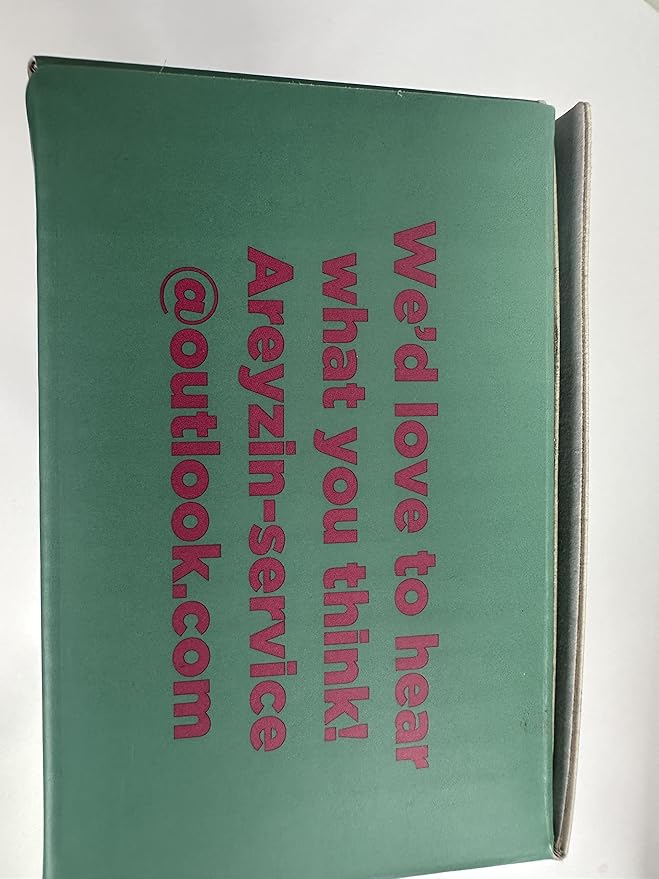 We'd love to hear
what you think!
Areyzin-service
@outlook.com